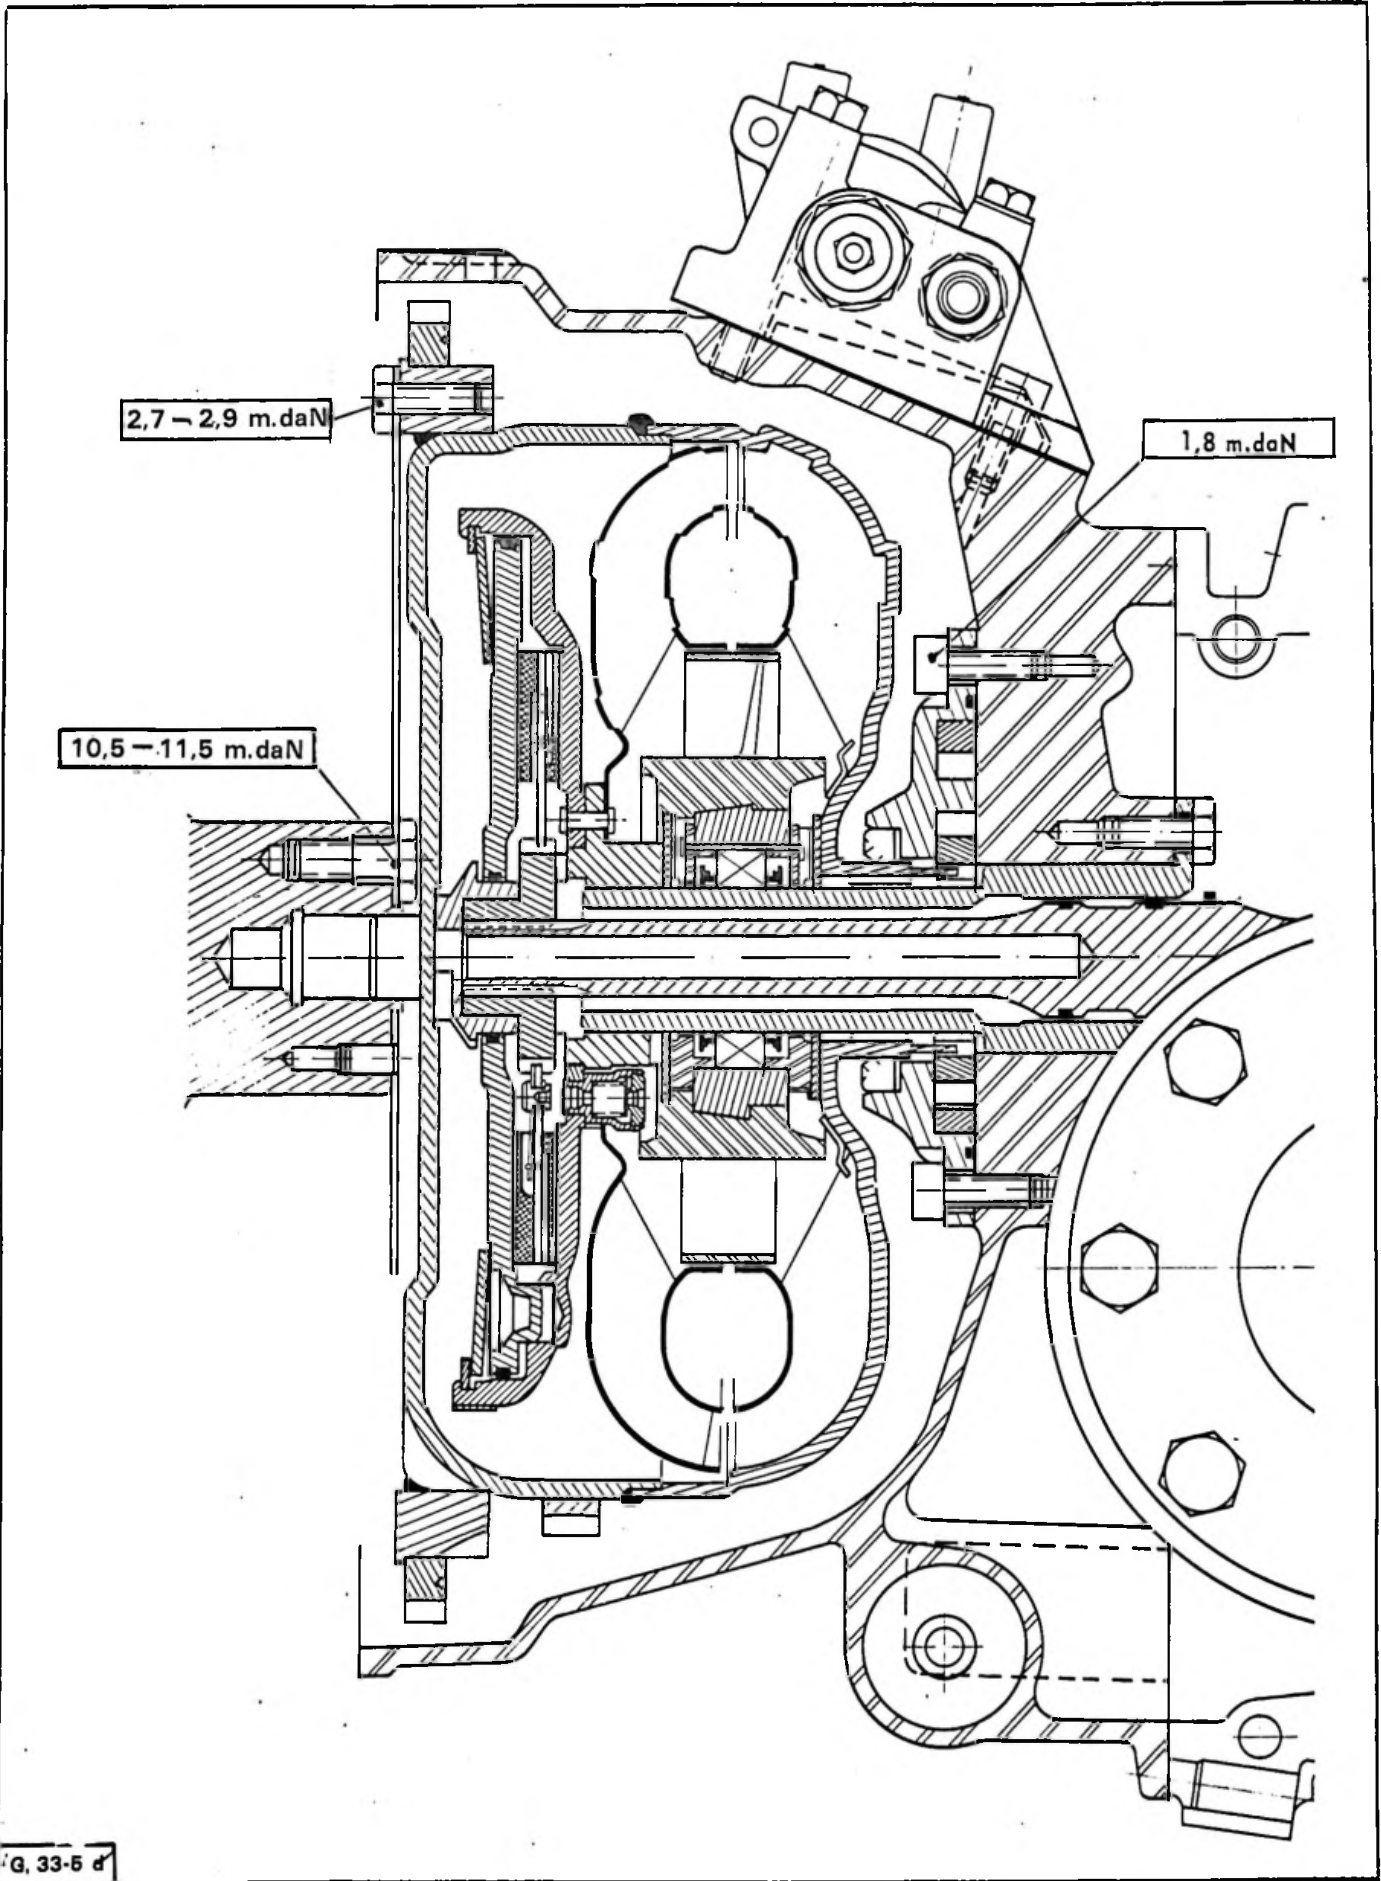 2,7 – 2,9 m.daN
1,8 m.daN
10,5 – 11,5 m.daN
G, 33-5 d